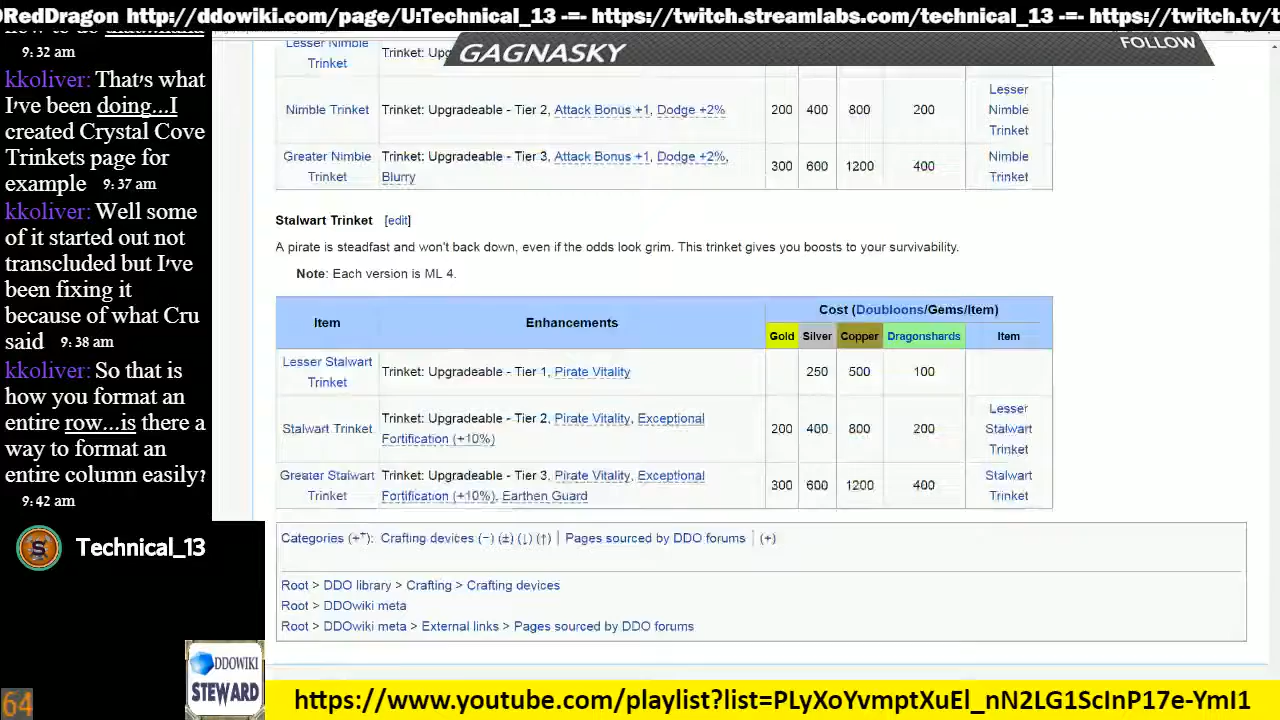 RedDragon http://ddowiki.com/page/U:Technical_13 -=- https://twitch.streamlabs.com/technical_13 -=- https://twitch.tv/t
9:32 am
kkoliver: That's what
I've been doing...I
created Crystal Cove
Trinkets page for
example 9:37 am
kkoliver: Well some
of it started out not
transcluded but I've
been fixing it
because of what Cru
said 9:38 am
kkoliver: So that is
how you format an
entire row...is there a
way to format an
entire column easily?
9:42 am
Technical_13
DDOWIKI
STEWARD
64
GAGNASKY
FOLLOW
Lesser Nimble
Trinket
Trinket: Upg
Nimble Trinket
Trinket: Upgradeable - Tier 2, Attack Bonus +1, Dodge +2%
200 400 800 200
Lesser
Nimble
Trinket
Greater Nimble
Trinket
Trinket: Upgradeable - Tier 3, Attack Bonus +1, Dodge +2%,
Blurry
300 600 1200 400
Nimble
Trinket
Stalwart Trinket [edit]
A pirate is steadfast and won't back down, even if the odds look grim. This trinket gives you boosts to your survivability.
Note: Each version is ML 4.
Item Enhancements Cost (Doubloons/Gems/Item)
Gold Silver Copper Dragonshards Item
Lesser Stalwart
Trinket
Trinket: Upgradeable - Tier 1, Pirate Vitality
250 500 100
Stalwart Trinket
Trinket: Upgradeable - Tier 2, Pirate Vitality, Exceptional
Fortification (+10%)
200 400 800 200
Lesser
Stalwart
Trinket
Greater Stalwart
Trinket
Trinket: Upgradeable - Tier 3, Pirate Vitality, Exceptional
Fortification (+10%), Earthen Guard
300 600 1200 400
Stalwart
Trinket
Categories (+⁺): Crafting devices (−) (±) (↓) (↑) | Pages sourced by DDO forums | (+)
Root > DDO library > Crafting > Crafting devices
Root > DDOwiki meta
Root > DDOwiki meta > External links > Pages sourced by DDO forums
https://www.youtube.com/playlist?list=PLyXoYvmptXuEl_nN2LG1ScInP17e-YmI1